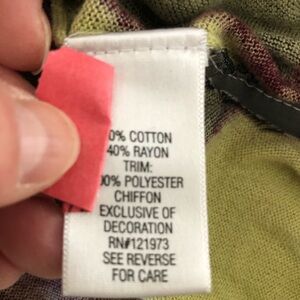 0% COTTON
40% RAYON
TRIM:
00% POLYESTER
CHIFFON
EXCLUSIVE OF
DECORATION
RN#121973
SEE REVERSE
FOR CARE